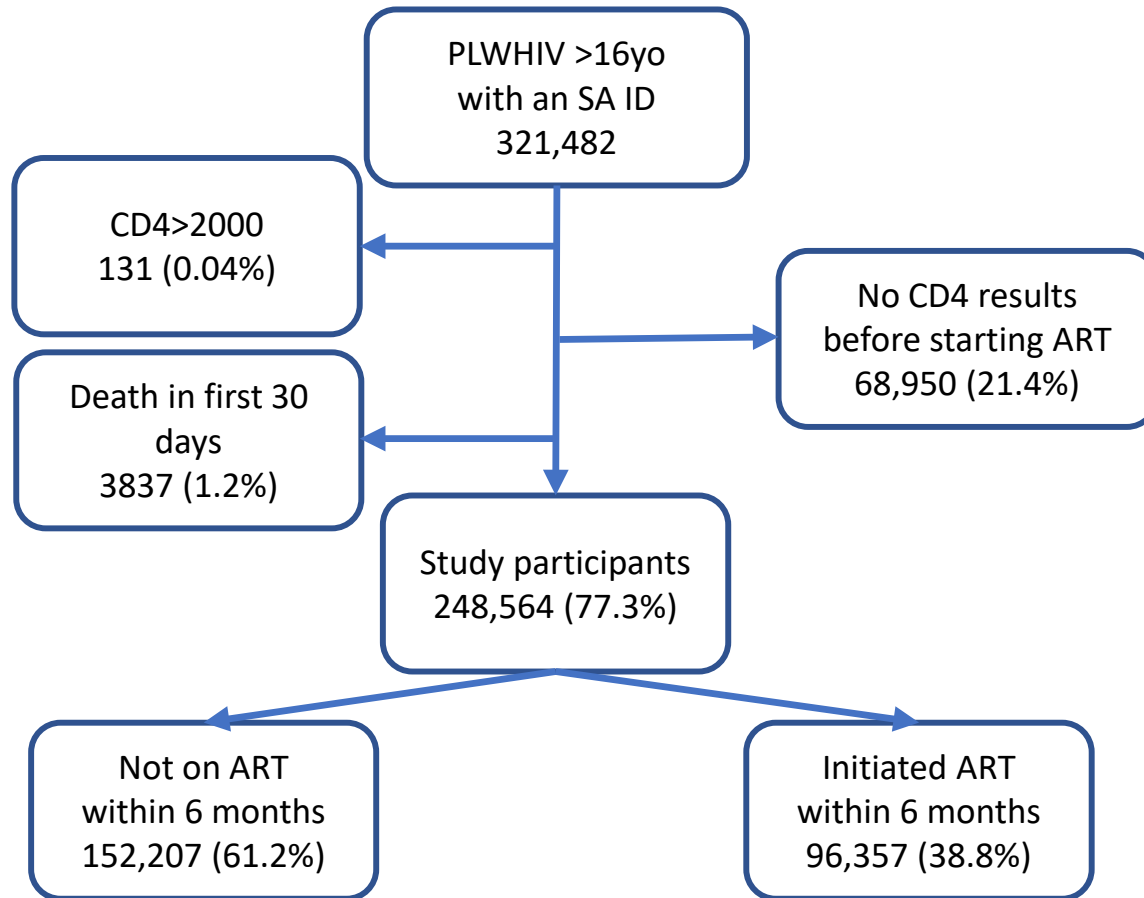 PLWHIV >16yo
with an SA ID
321,482
CD4>2000
131 (0.04%)
No CD4 results
before starting ART
68,950 (21.4%)
Death in first 30
days
3837 (1.2%)
Study participants
248,564 (77.3%)
Not on ART
within 6 months
152,207 (61.2%)
Initiated ART
within 6 months
96,357 (38.8%)